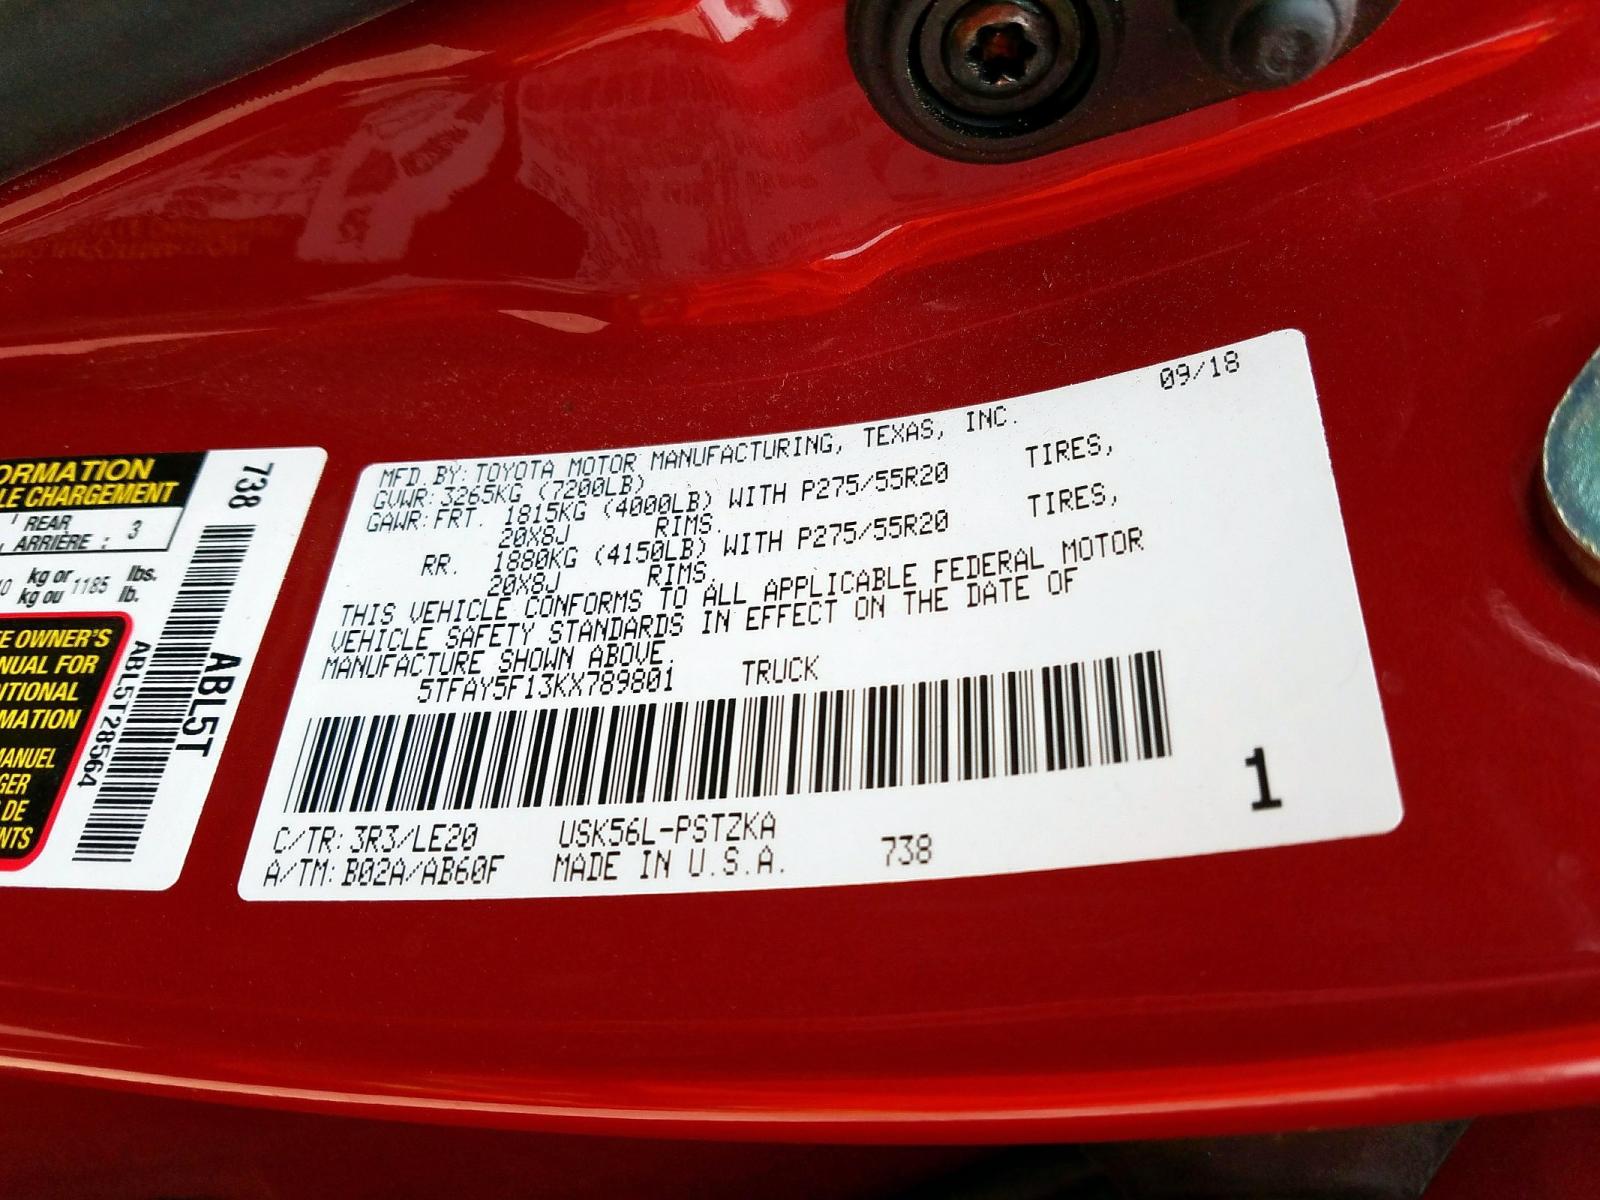 ORMATION
LE CHARGEMENT
REAR
ARRIÈRE : 3
kg or 1185 lbs.
kg ou lb.
E OWNER'S
NUAL FOR
DITIONAL
MATION
MANUEL
GER
DE
NTS
738
ABL5T
ABL5T28564
09/18
MFD. BY: TOYOTA MOTOR MANUFACTURING, TEXAS, INC.
GVWR: 3265KG (7200LB)
GAWR: FRT. 1815KG (4000LB) WITH P275/55R20 TIRES,
20X8J RIMS.
RR. 1880KG (4150LB) WITH P275/55R20 TIRES,
20X8J RIMS.
THIS VEHICLE CONFORMS TO ALL APPLICABLE FEDERAL MOTOR
VEHICLE SAFETY STANDARDS IN EFFECT ON THE DATE OF
MANUFACTURE SHOWN ABOVE.
5TFAY5F13KX789801 TRUCK
1
C/TR: 3R3/LE20 USK56L-PSTZKA
A/TM: B02A/AB60F MADE IN U.S.A. 738